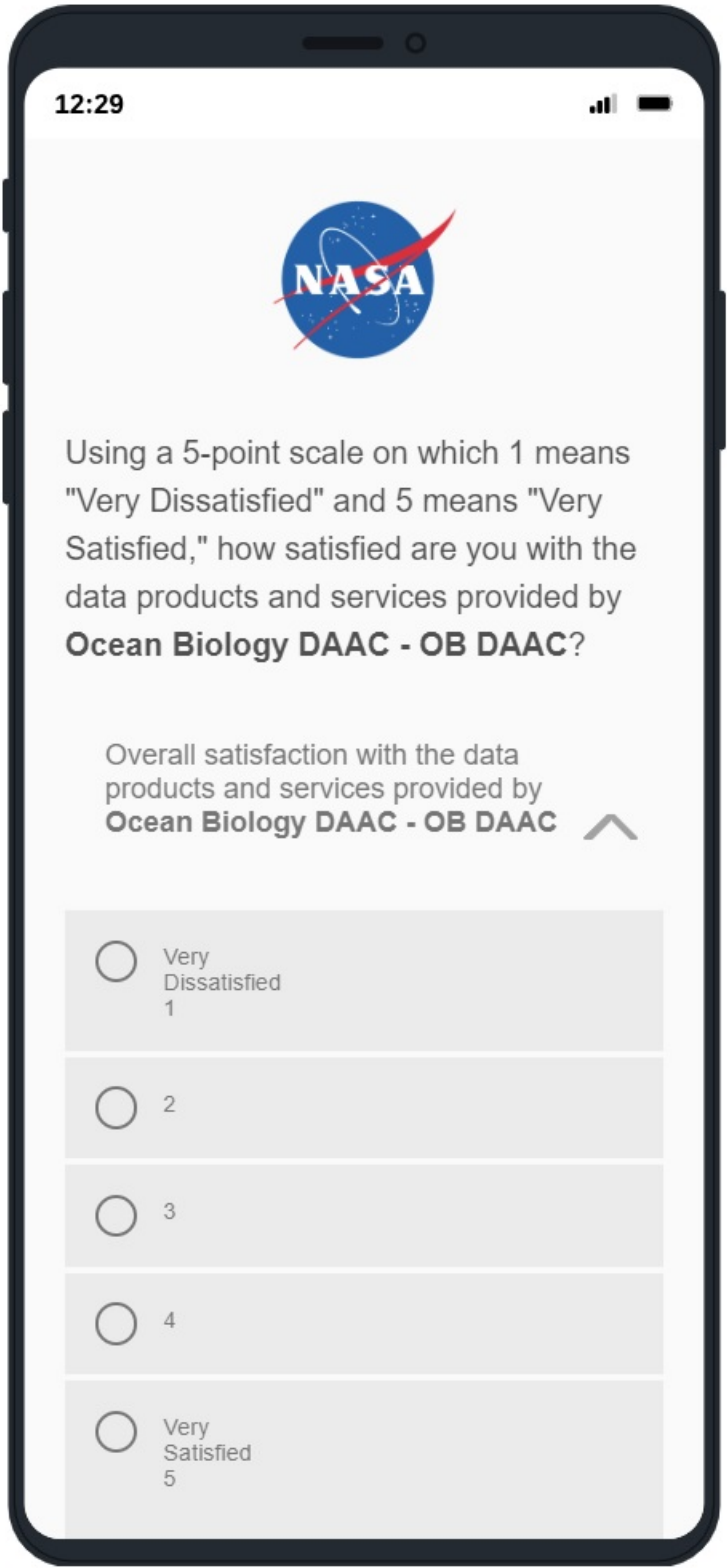 12:29
NASA
Using a 5-point scale on which 1 means
"Very Dissatisfied" and 5 means "Very
Satisfied," how satisfied are you with the
data products and services provided by
Ocean Biology DAAC - OB DAAC?
Overall satisfaction with the data
products and services provided by
Ocean Biology DAAC - OB DAAC
Very
Dissatisfied
1
2
3
4
Very
Satisfied
5